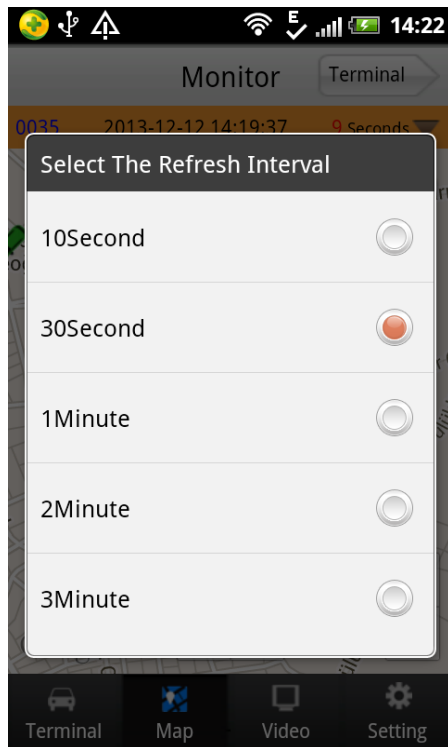 E 14:22
Monitor Terminal
0035 2013-12-12 14:19:37 9 Seconds
Select The Refresh Interval
10Second
30Second
1Minute
2Minute
3Minute
Terminal Map Video Setting